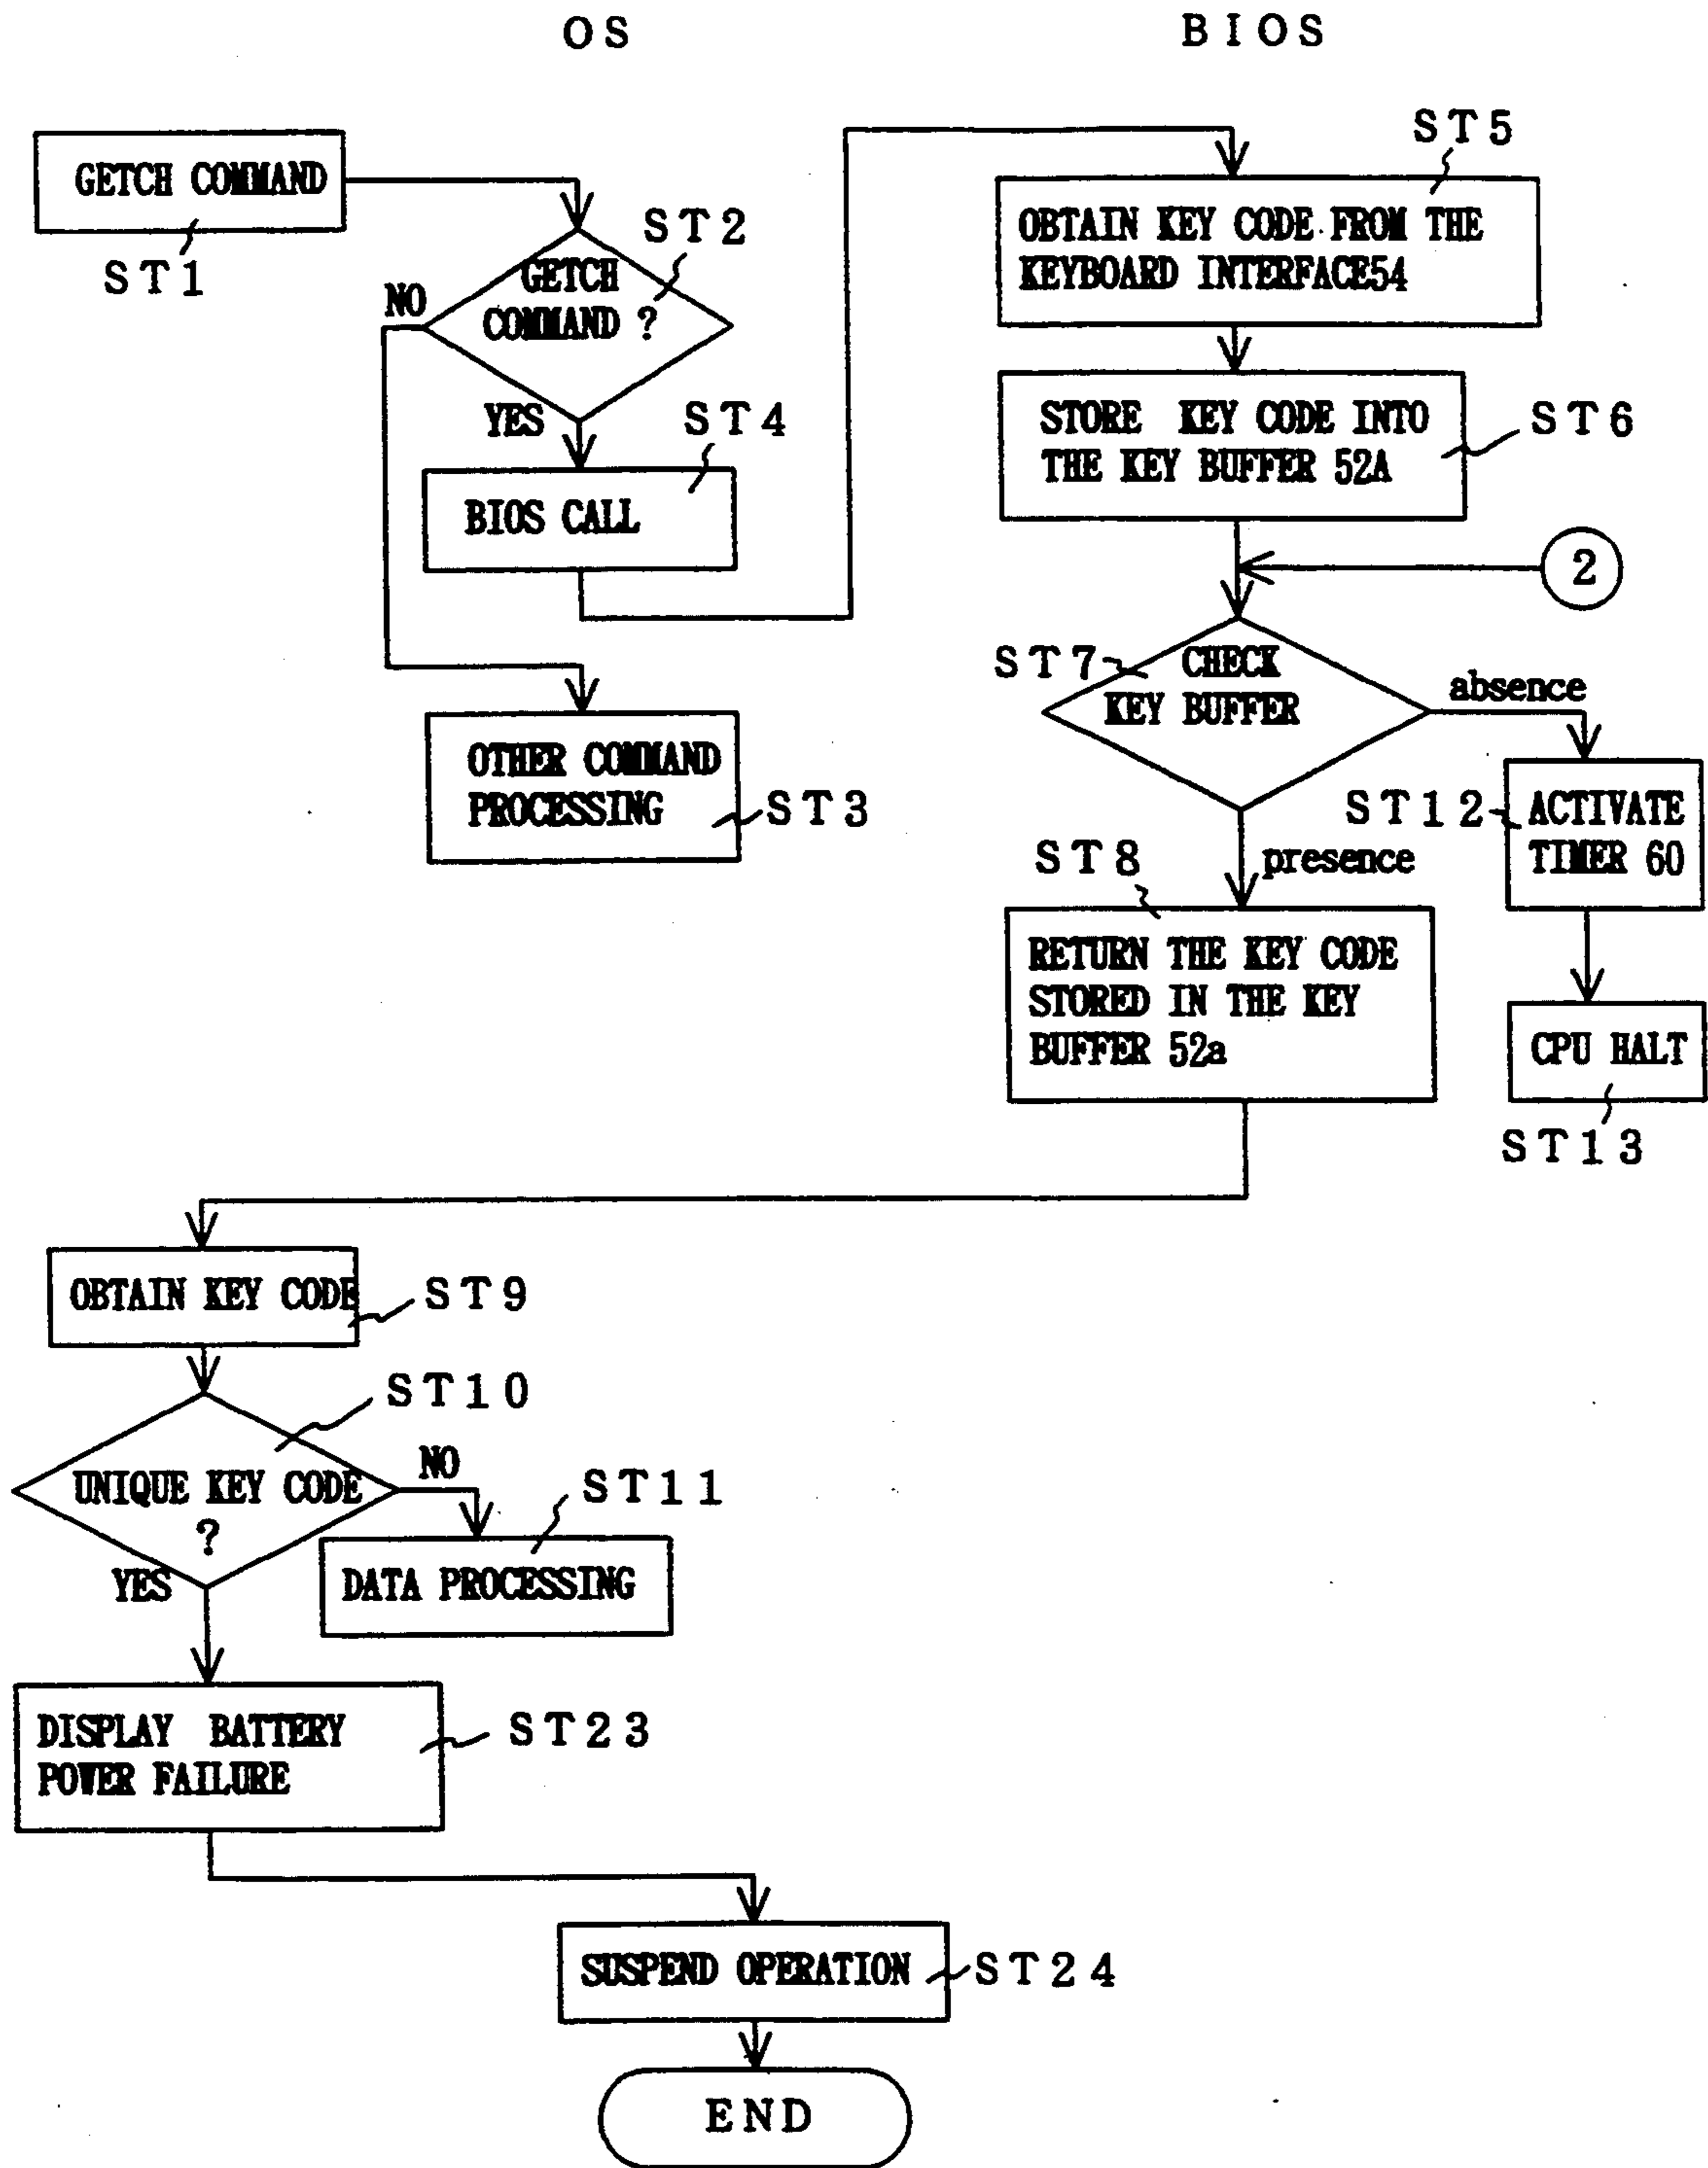 OS
BIOS
GETCH COMMAND
ST1
GETCH
COMMAND ?
ST2
NO
YES
ST4
BIOS CALL
OTHER COMMAND
PROCESSING
ST3
ST5
OBTAIN KEY CODE FROM THE
KEYBOARD INTERFACE54
STORE KEY CODE INTO
THE KEY BUFFER 52A
ST6
2
ST7
CHECK
KEY BUFFER
absence
ST12
ACTIVATE
TIMER 60
ST8
presence
RETURN THE KEY CODE
STORED IN THE KEY
BUFFER 52a
CPU HALT
ST13
OBTAIN KEY CODE
ST9
ST10
UNIQUE KEY CODE
?
NO
ST11
YES
DATA PROCESSING
DISPLAY BATTERY
POWER FAILURE
ST23
SUSPEND OPERATION
ST24
END